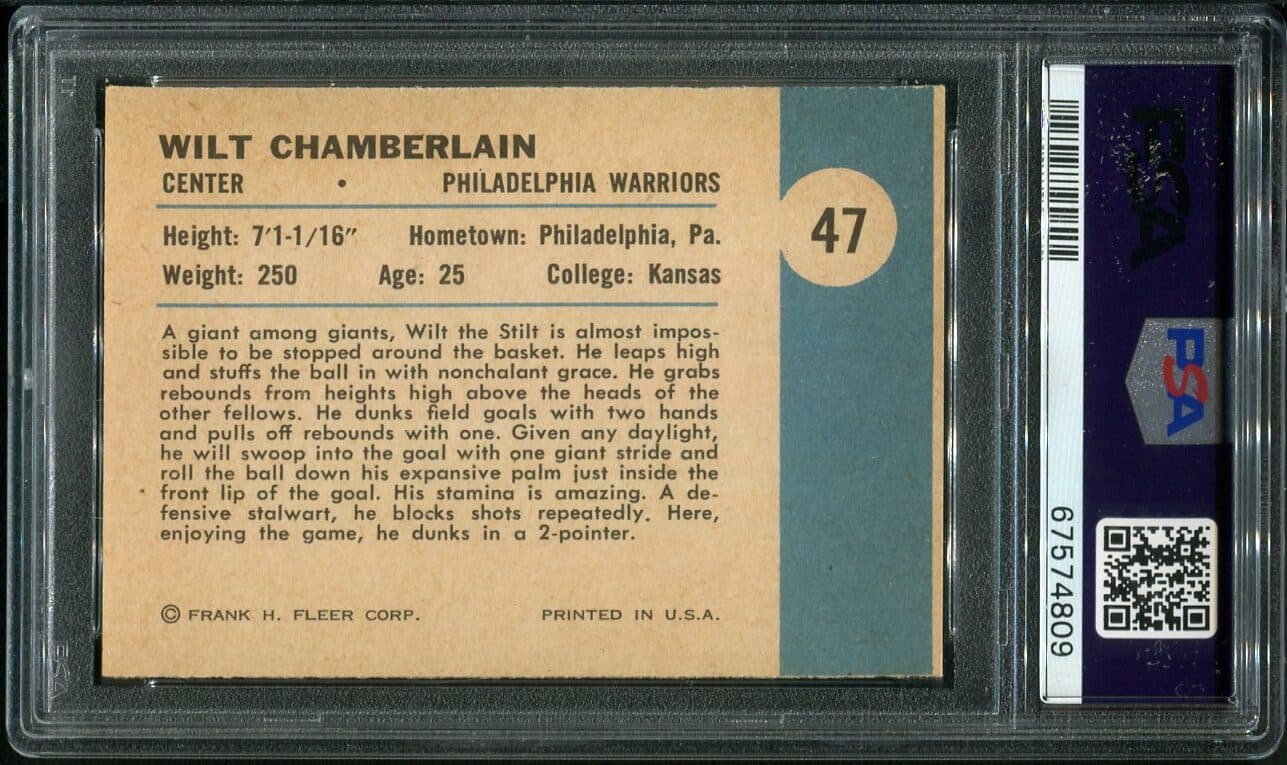 WILT CHAMBERLAIN
CENTER • PHILADELPHIA WARRIORS
Height: 7'1-1/16" Hometown: Philadelphia, Pa.
Weight: 250 Age: 25 College: Kansas
A giant among giants, Wilt the Stilt is almost impos-
sible to be stopped around the basket. He leaps high
and stuffs the ball in with nonchalant grace. He grabs
rebounds from heights high above the heads of the
other fellows. He dunks field goals with two hands
and pulls off rebounds with one. Given any daylight,
he will swoop into the goal with one giant stride and
roll the ball down his expansive palm just inside the
front lip of the goal. His stamina is amazing. A de-
fensive stalwart, he blocks shots repeatedly. Here,
enjoying the game, he dunks in a 2-pointer.
© FRANK H. FLEER CORP. PRINTED IN U.S.A.
47
PSA
PSA
67574809